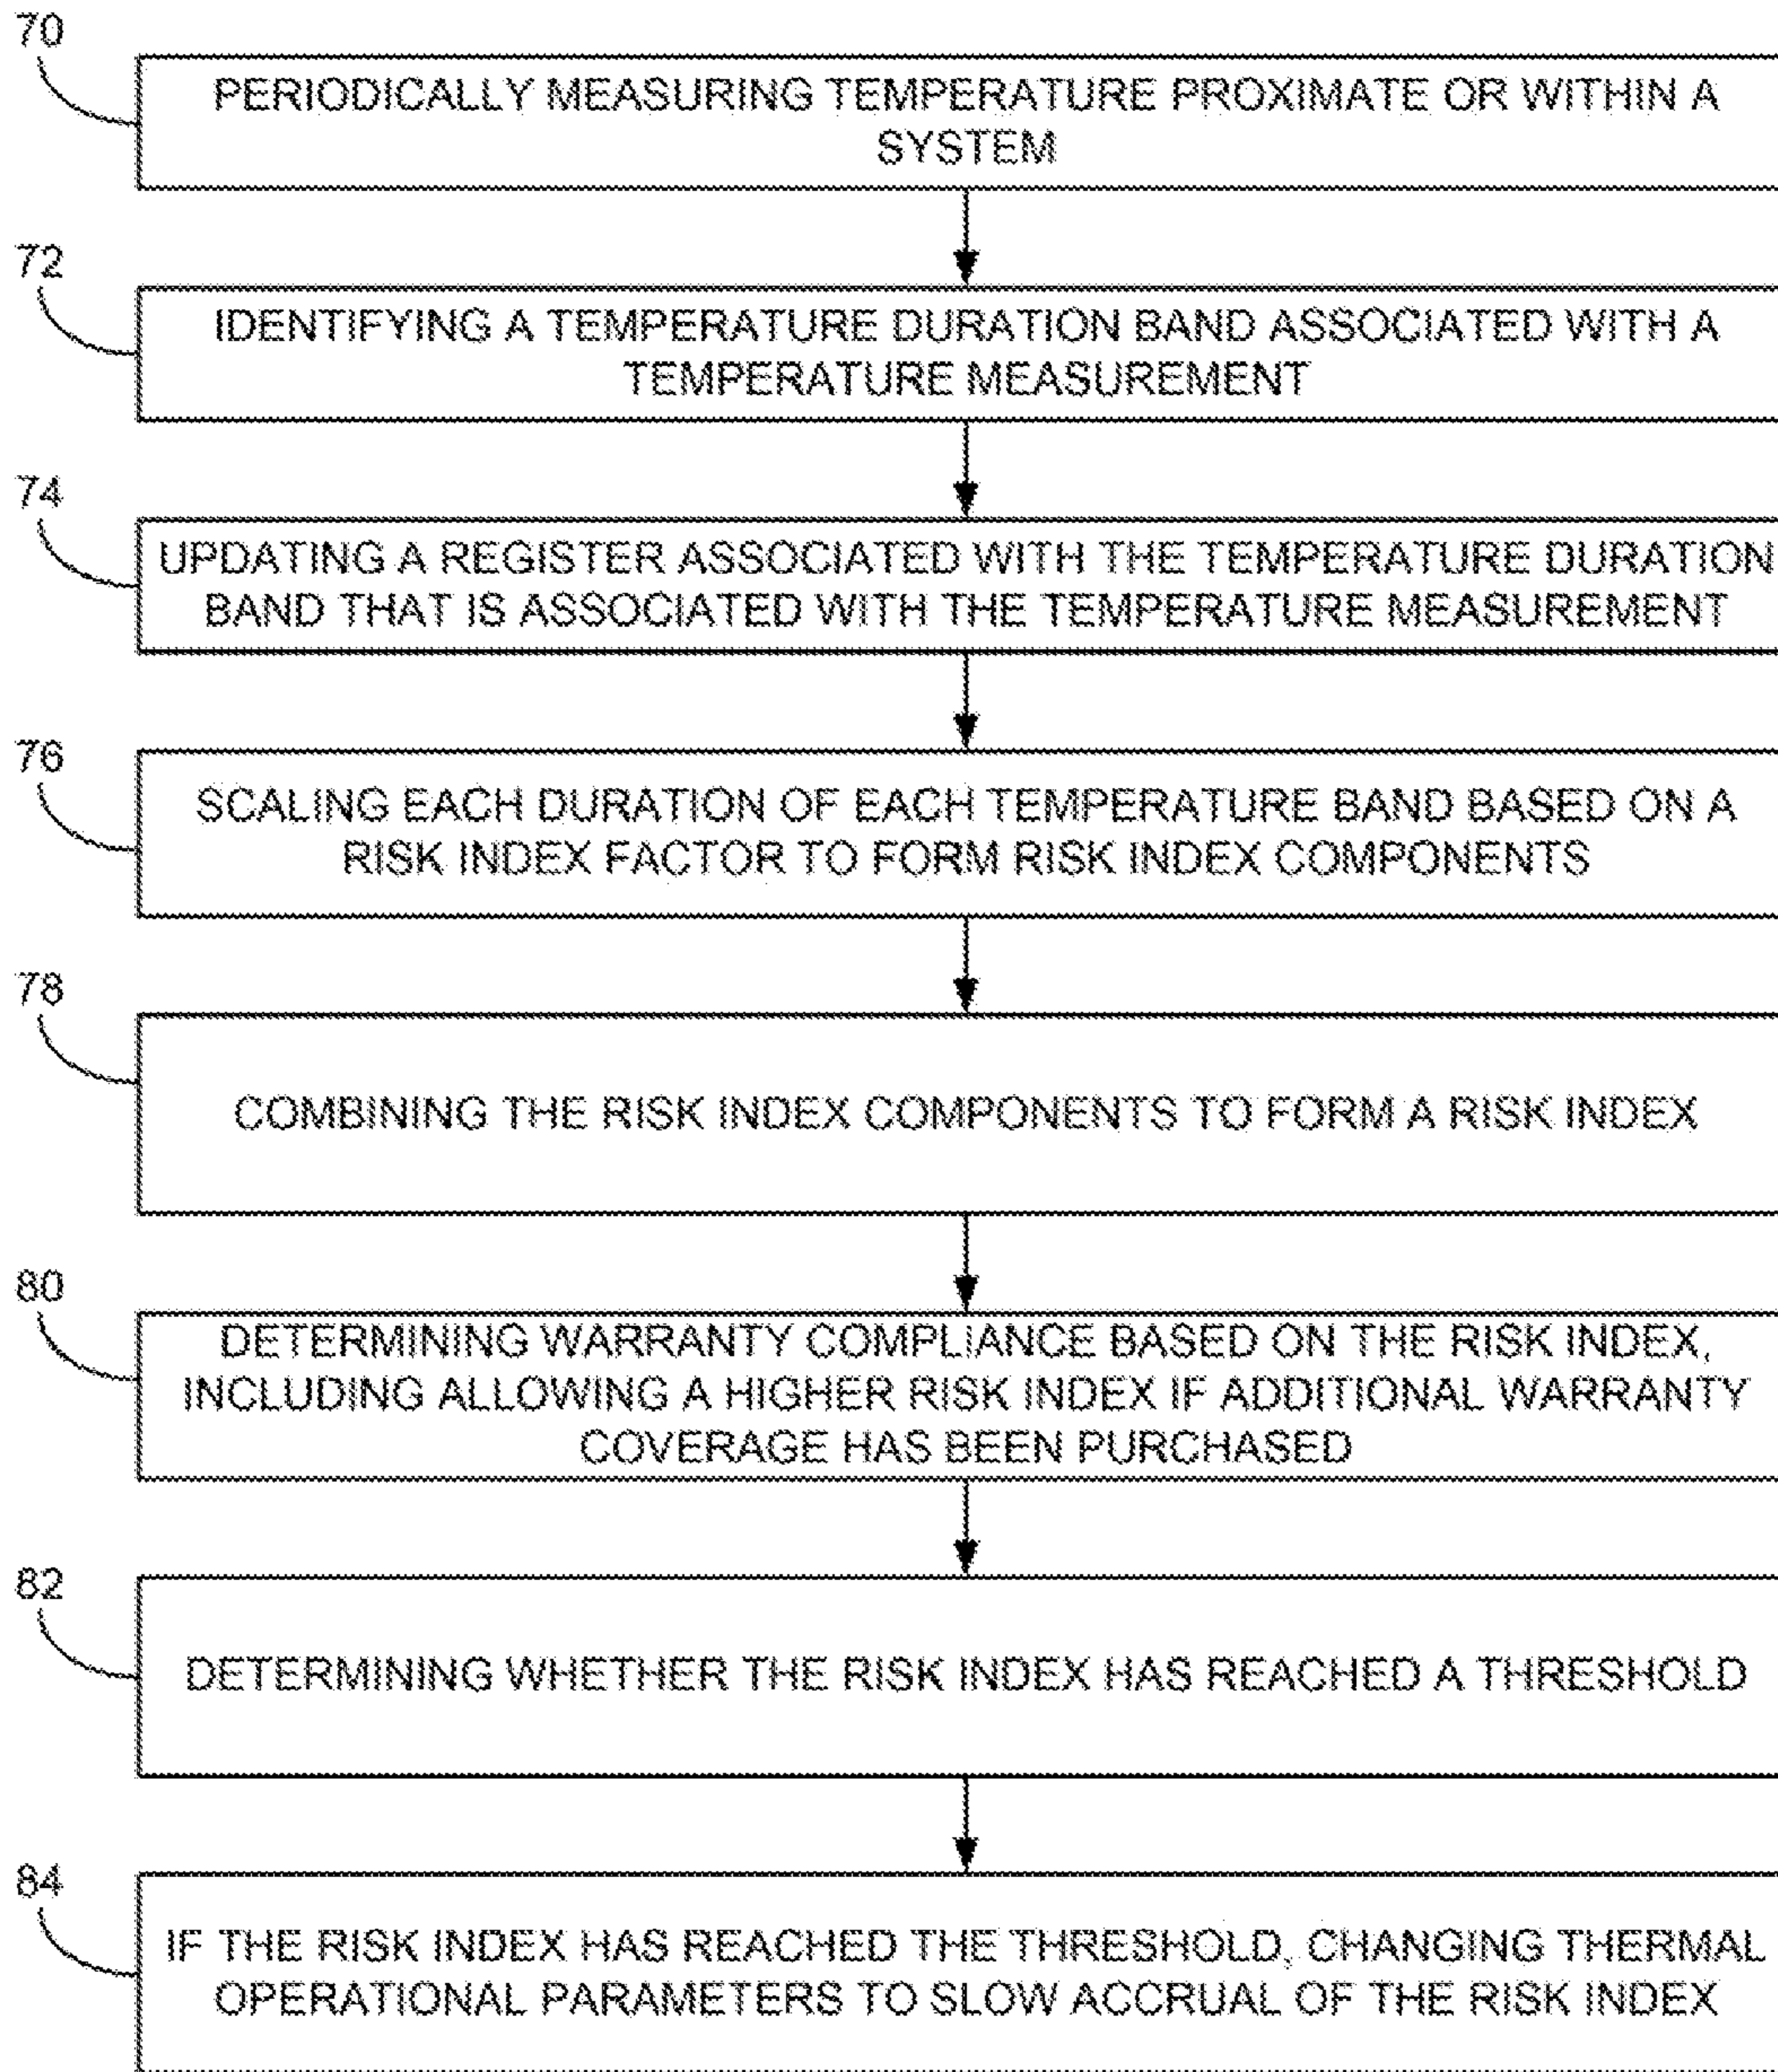 70
PERIODICALLY MEASURING TEMPERATURE PROXIMATE OR WITHIN A
SYSTEM
72
IDENTIFYING A TEMPERATURE DURATION BAND ASSOCIATED WITH A
TEMPERATURE MEASUREMENT
74
UPDATING A REGISTER ASSOCIATED WITH THE TEMPERATURE DURATION
BAND THAT IS ASSOCIATED WITH THE TEMPERATURE MEASUREMENT
76
SCALING EACH DURATION OF EACH TEMPERATURE BAND BASED ON A
RISK INDEX FACTOR TO FORM RISK INDEX COMPONENTS
78
COMBINING THE RISK INDEX COMPONENTS TO FORM A RISK INDEX
80
DETERMINING WARRANTY COMPLIANCE BASED ON THE RISK INDEX,
INCLUDING ALLOWING A HIGHER RISK INDEX IF ADDITIONAL WARRANTY
COVERAGE HAS BEEN PURCHASED
82
DETERMINING WHETHER THE RISK INDEX HAS REACHED A THRESHOLD
84
IF THE RISK INDEX HAS REACHED THE THRESHOLD, CHANGING THERMAL
OPERATIONAL PARAMETERS TO SLOW ACCRUAL OF THE RISK INDEX